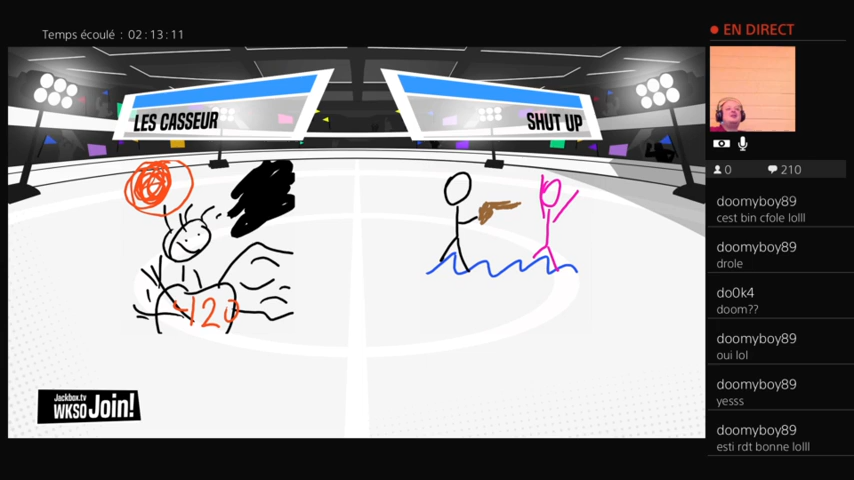 Temps écoulé : 02:13:11
EN DIRECT
LES CASSEUR
SHUT UP
0
210
doomyboy89
cest bin cfole lolll
doomyboy89
drole
do0k4
doom??
doomyboy89
oui lol
doomyboy89
yesss
doomyboy89
esti rdt bonne lolll
420
Jackbox.tv
WKSO Join!